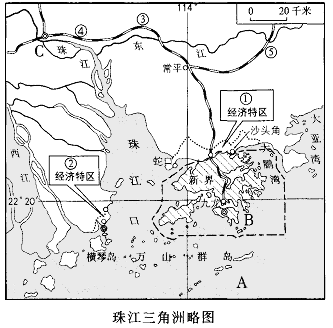 114
0 20千米
④
③
⑤
C
珠江
东江
常平
①
经济特区
沙头角
大亚湾
大鹏湾
西江
珠江口
蛇口
新界
②
经济特区
22°20
B
横琴岛
万山群岛
A
珠江三角洲略图